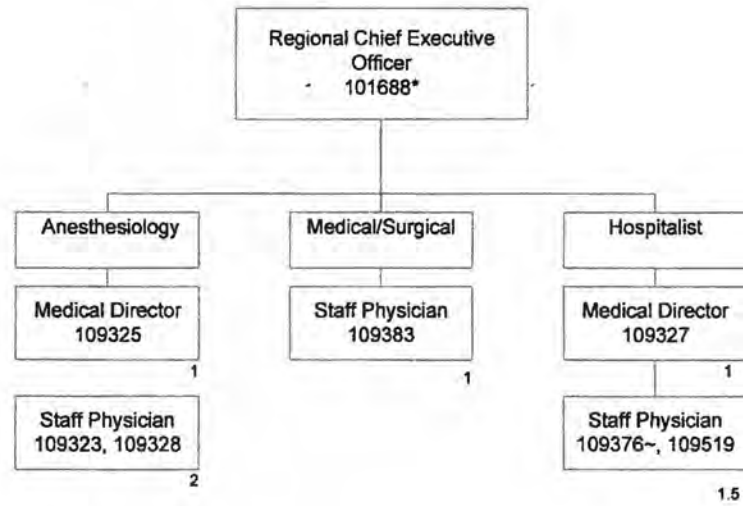 Regional Chief Executive
Officer
101688*
Anesthesiology
Medical Director
109325
1
Staff Physician
109323, 109328
2
Medical/Surgical
Staff Physician
109383
1
Hospitalist
Medical Director
109327
1
Staff Physician
109376~, 109519
1.5